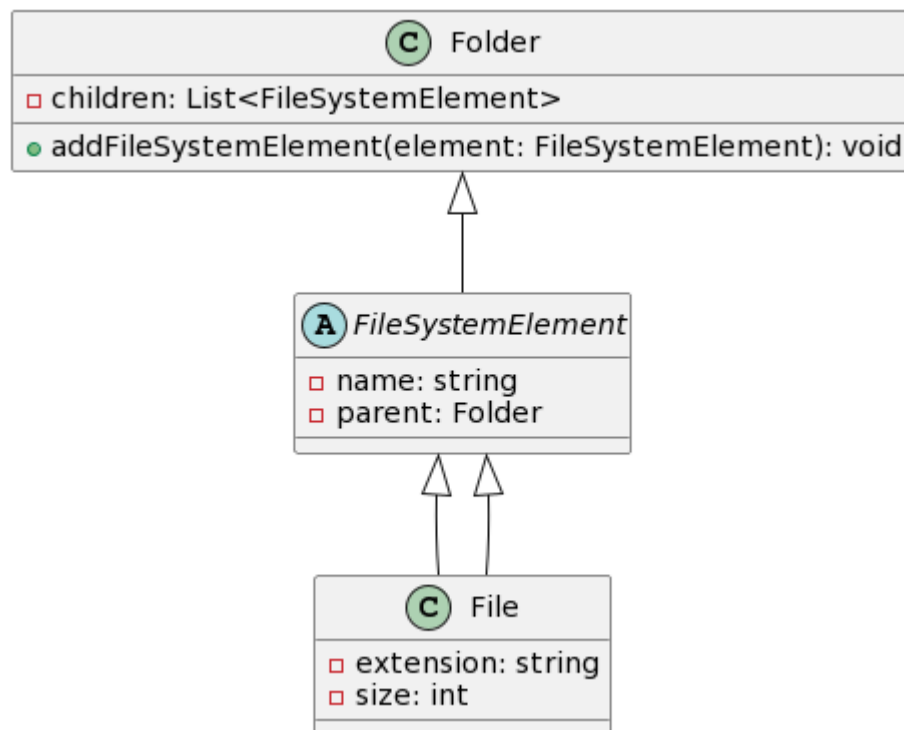 C Folder
children: List<FileSystemElement>
addFileSystemElement(element: FileSystemElement): void
A FileSystemElement
name: string
parent: Folder
C File
extension: string
size: int